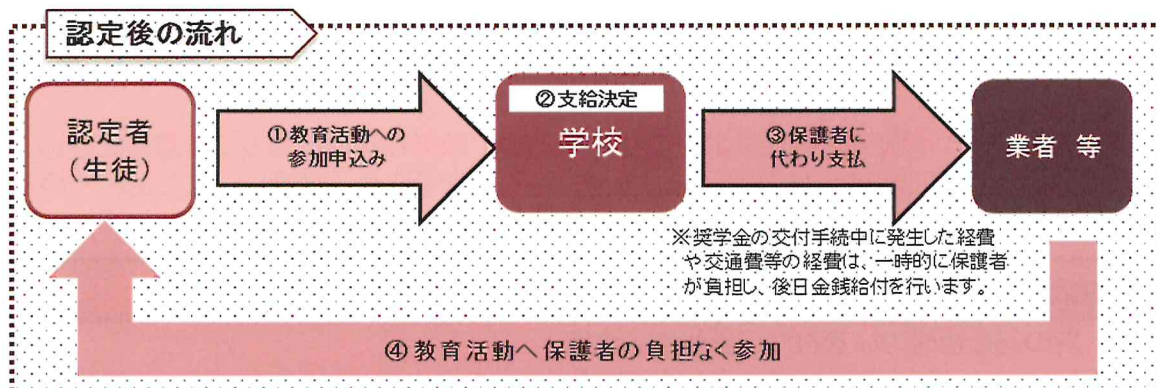 認定後の流れ
認定者
(生徒)
①教育活動への
参加申込み
②支給決定
学校
③保護者に
代わり支払
業者 等
※奨学金の交付手続中に発生した経費
や交通費等の経費は、一時的に保護者
が負担し、後日金銭給付を行います。
④教育活動へ保護者の負担なく参加